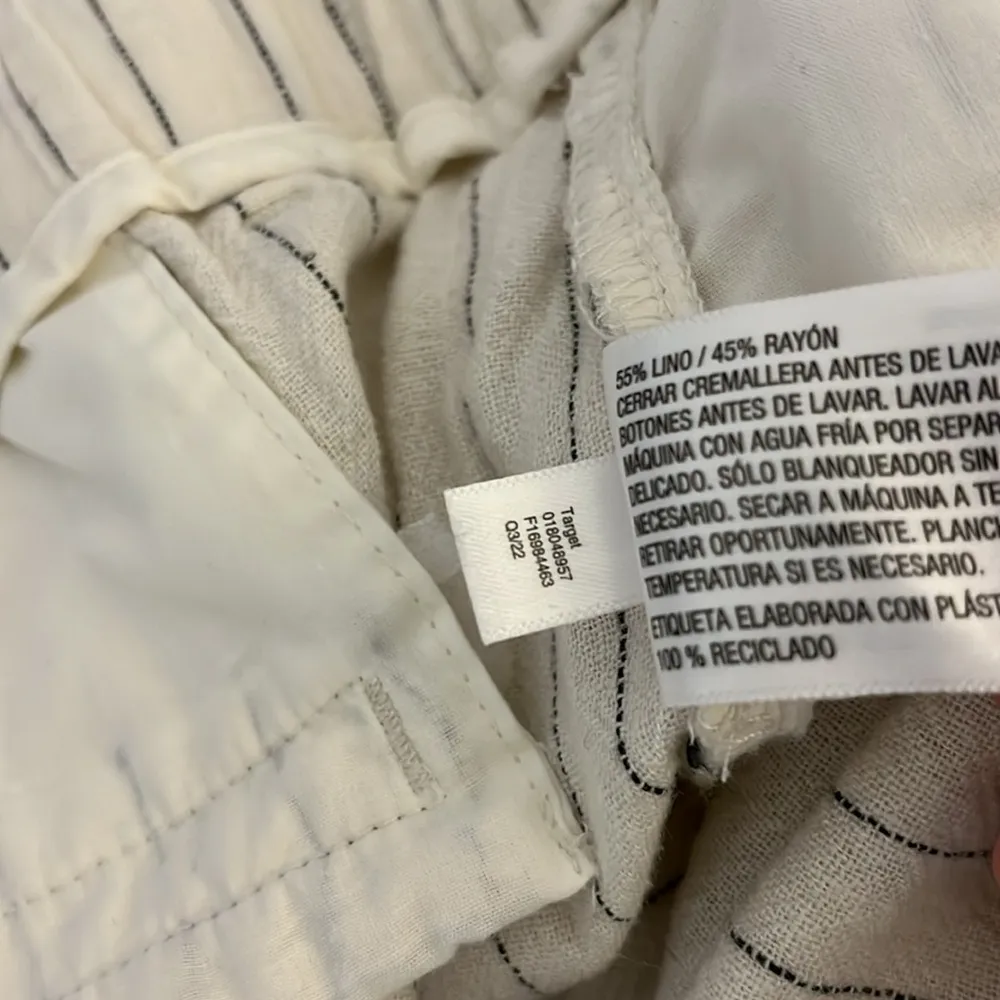 55% LINO / 45% RAYÓN
CERRAR CREMALLERA ANTES DE LAVA
BOTONES ANTES DE LAVAR. LAVAR AL
MÁQUINA CON AGUA FRÍA POR SEPAR
DELICADO. SÓLO BLANQUEADOR SIN
NECESARIO. SECAR A MÁQUINA A TE
RETIRAR OPORTUNAMENTE. PLANCH
TEMPERATURA SI ES NECESARIO.
ETIQUETA ELABORADA CON PLÁST
100 % RECICLADO
Target
018048957
F16984463
Q3/22